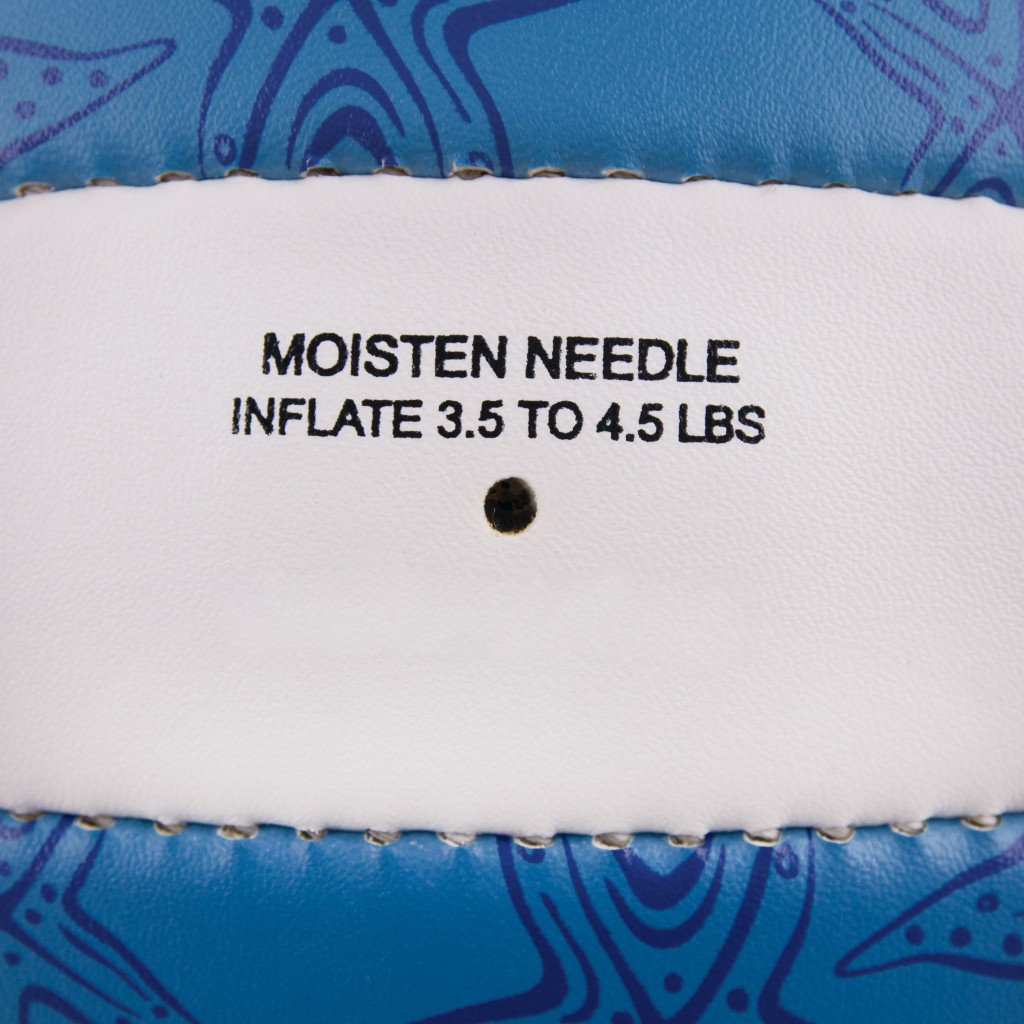 MOISTEN NEEDLE
INFLATE 3.5 TO 4.5 LBS